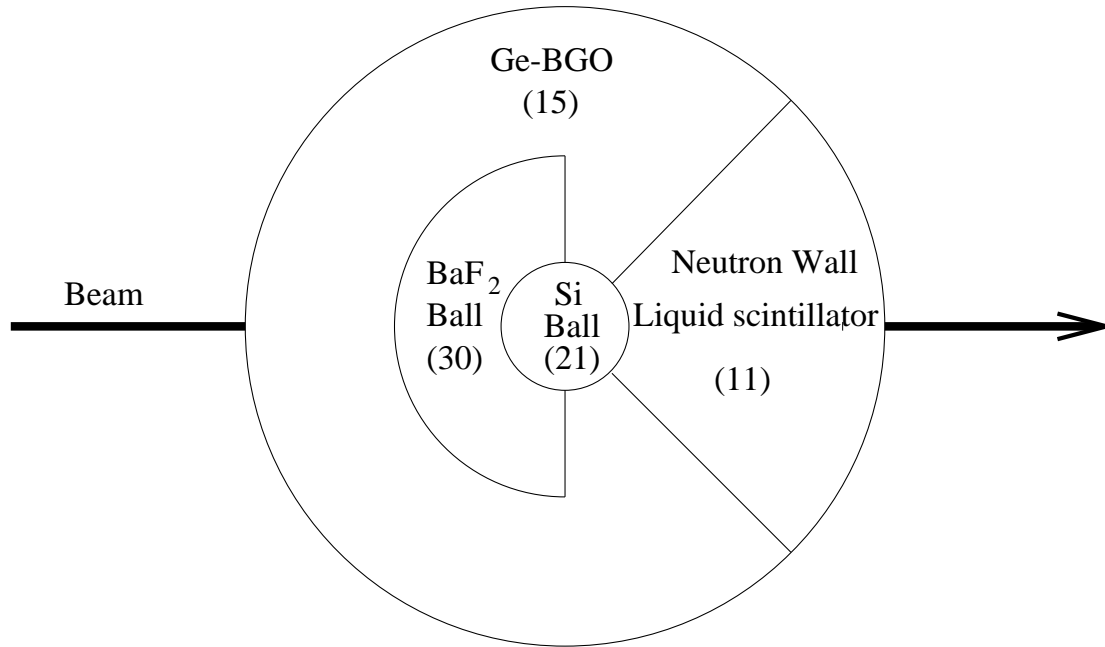 Ge-BGO
(15)
Beam
BaF₂
Ball
(30)
Si
Ball
(21)
Neutron Wall
Liquid scintillator
(11)